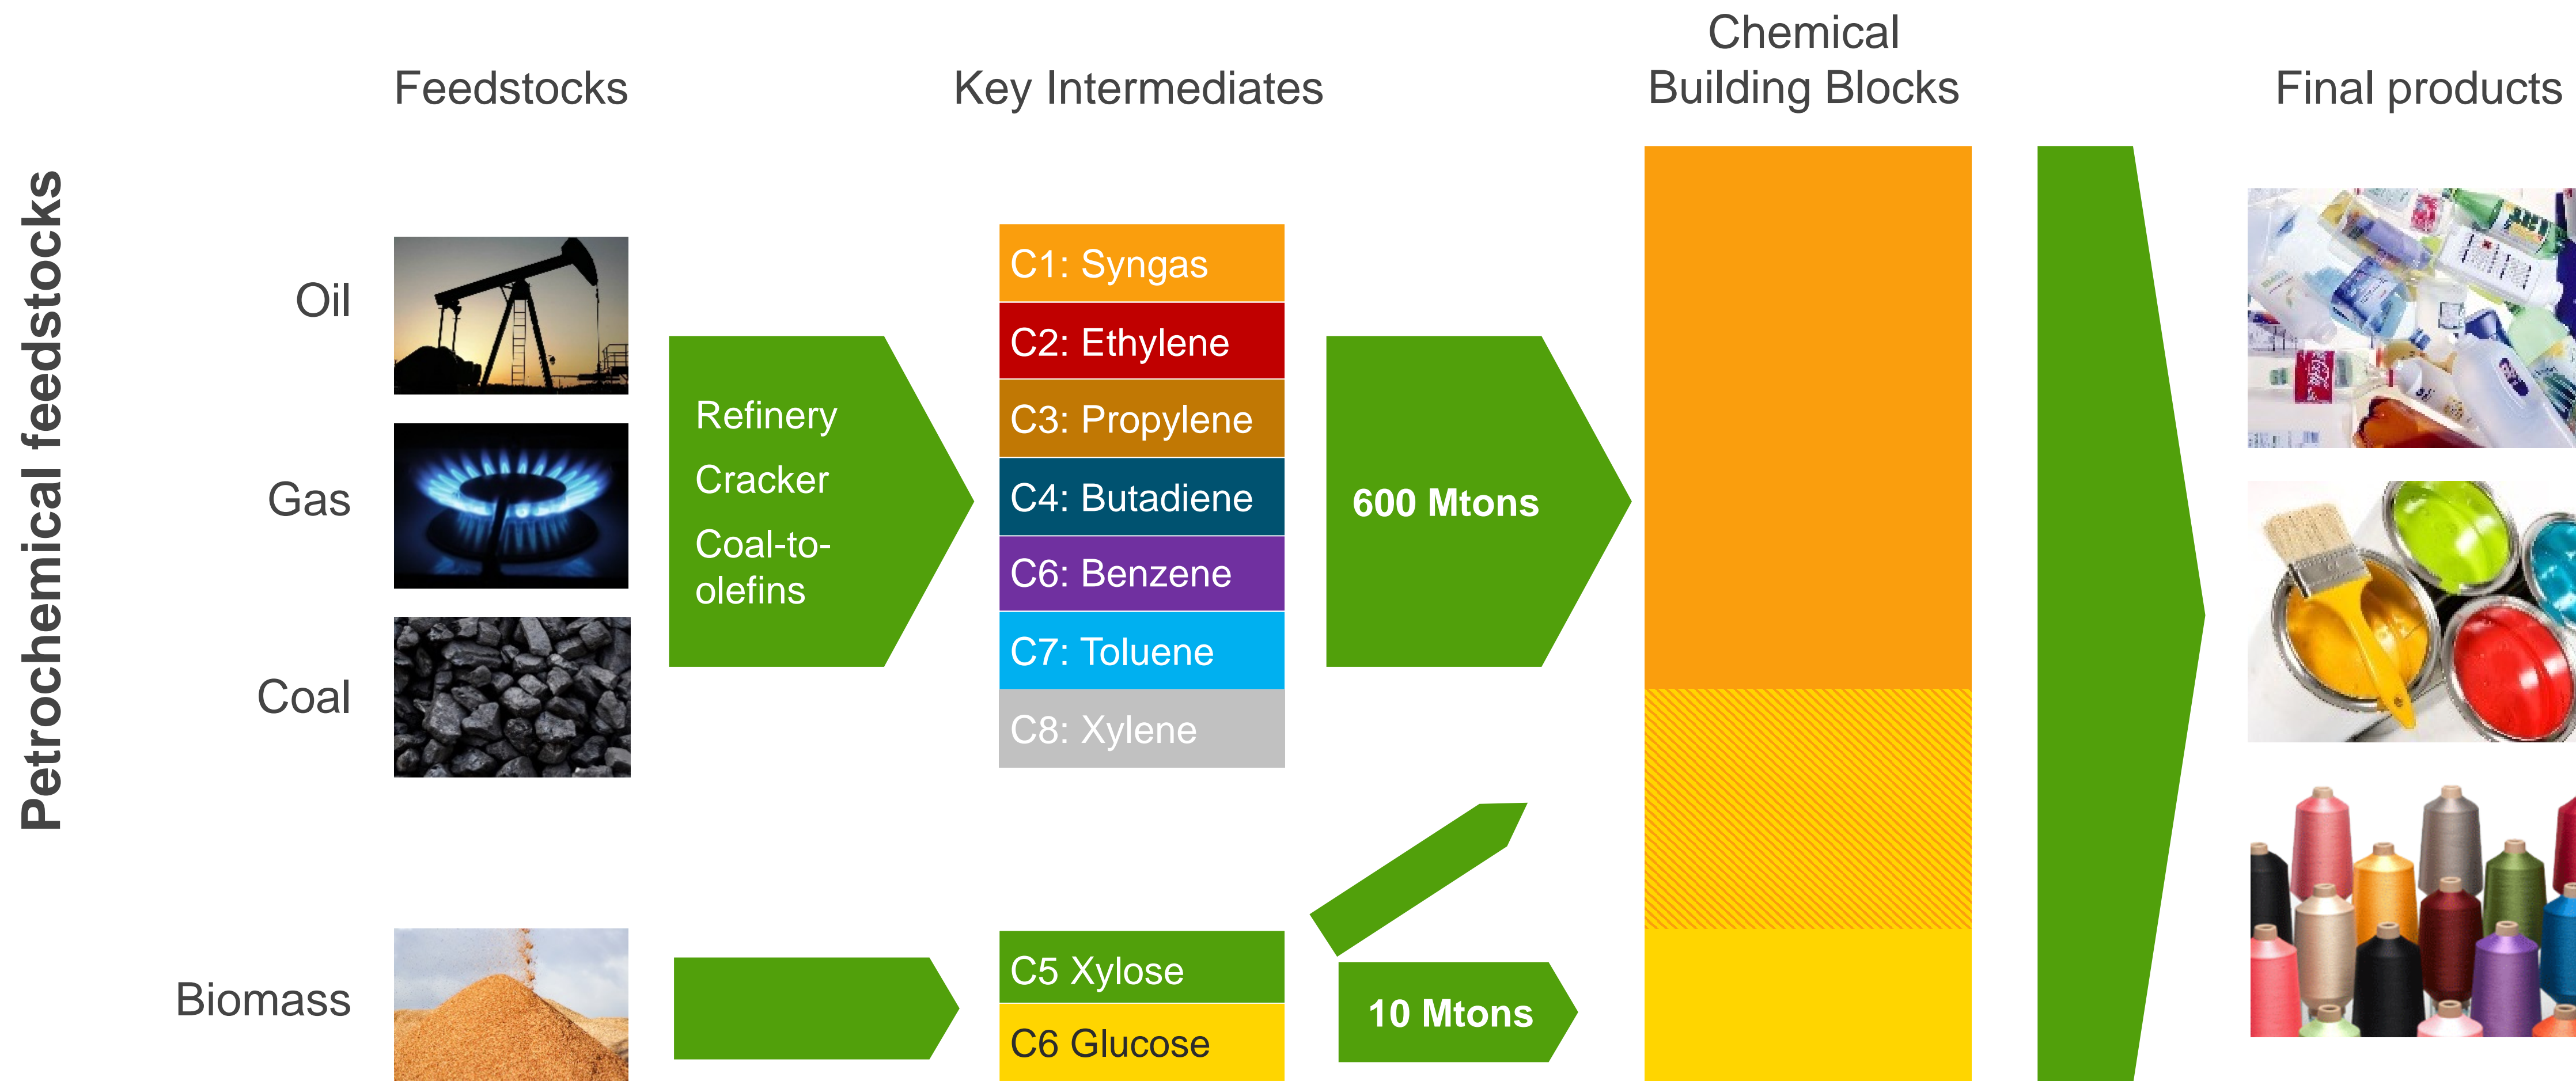 Feedstocks
Key Intermediates
Chemical
Building Blocks
Final products
Petrochemical feedstocks
Oil
Gas
Coal
Refinery
Cracker
Coal-to-
olefins
C1: Syngas
C2: Ethylene
C3: Propylene
C4: Butadiene
C6: Benzene
C7: Toluene
C8: Xylene
600 Mtons
Biomass
C5 Xylose
C6 Glucose
10 Mtons